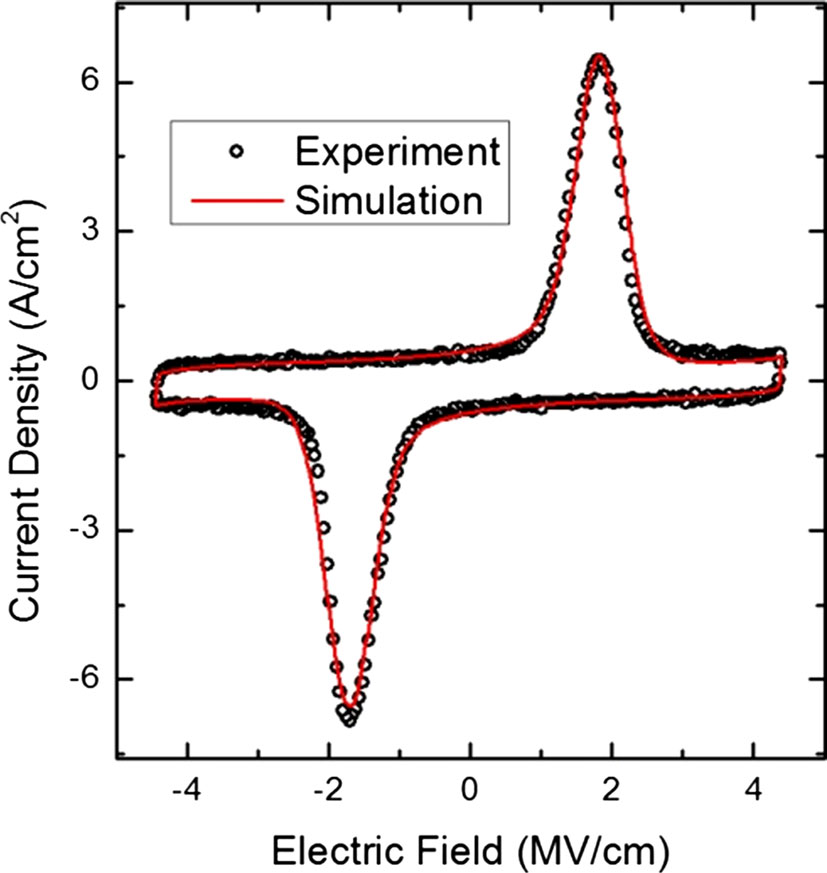 Experiment
Simulation
6
3
0
-3
-6
Current Density (A/cm²)
-4 -2 0 2 4
Electric Field (MV/cm)